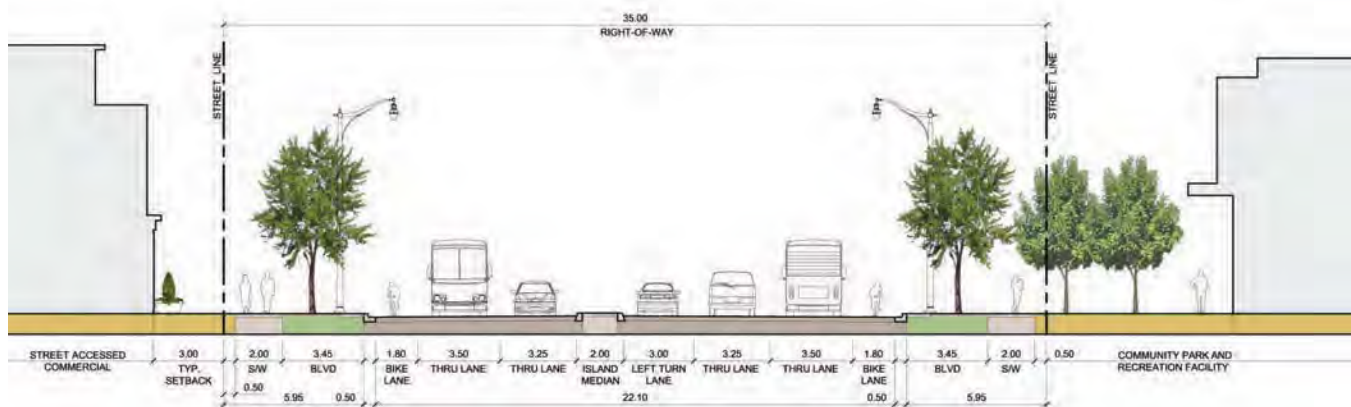 35.00
RIGHT-OF-WAY
STREET LINE
STREET LINE
STREET ACCESSED
COMMERCIAL
3.00
TYP.
SETBACK
2.00
S/W
0.50
3.45
BLVD
5.95
0.50
1.80
BIKE
LANE
3.50
THRU LANE
3.25
THRU LANE
2.00
ISLAND
MEDIAN
3.00
LEFT TURN
LANE
3.25
THRU LANE
3.50
THRU LANE
1.80
BIKE
LANE
22.10
0.50
3.45
BLVD
2.00
S/W
5.95
0.50
COMMUNITY PARK AND
RECREATION FACILITY